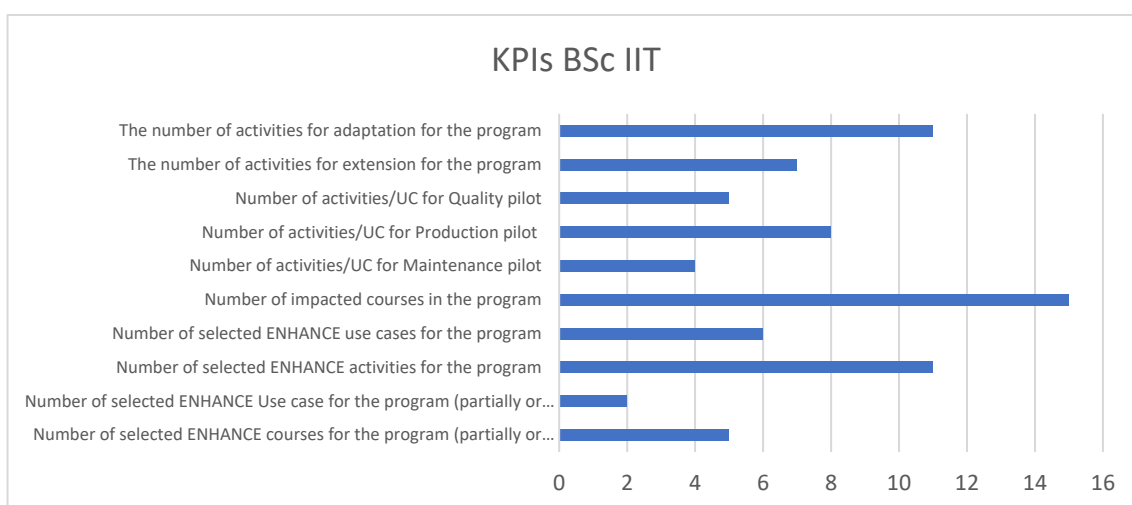 KPIs BSc IIT
The number of activities for adaptation for the program
The number of activities for extension for the program
Number of activities/UC for Quality pilot
Number of activities/UC for Production pilot
Number of activities/UC for Maintenance pilot
Number of impacted courses in the program
Number of selected ENHANCE use cases for the program
Number of selected ENHANCE activities for the program
Number of selected ENHANCE Use case for the program (partially or…
Number of selected ENHANCE courses for the program (partially or…
0 2 4 6 8 10 12 14 16